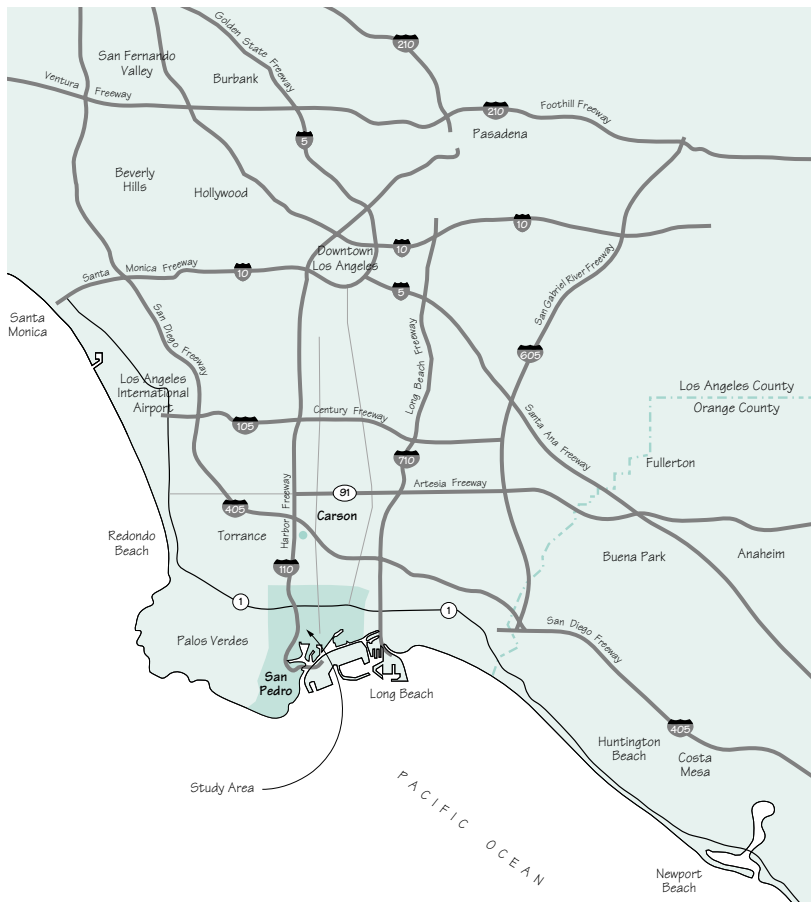 Golden State Freeway
210
San Fernando
Valley
Burbank
Ventura Freeway
210
Foothill Freeway
Pasadena
5
Beverly
Hills
Hollywood
10
10
Downtown
Los Angeles
Santa Monica Freeway
10
5
San Gabriel River Freeway
Santa
Monica
San Diego Freeway
Long Beach Freeway
605
Los Angeles
International
Airport
Los Angeles County
Orange County
Century Freeway
105
Santa Ana Freeway
710
Fullerton
91
Artesia Freeway
Harbor Freeway
405
Carson
Redondo
Beach
Torrance
Buena Park
Anaheim
110
1
1
San Diego Freeway
Palos Verdes
San
Pedro
Long Beach
405
Huntington
Beach
Costa
Mesa
Study Area
PACIFIC OCEAN
Newport
Beach